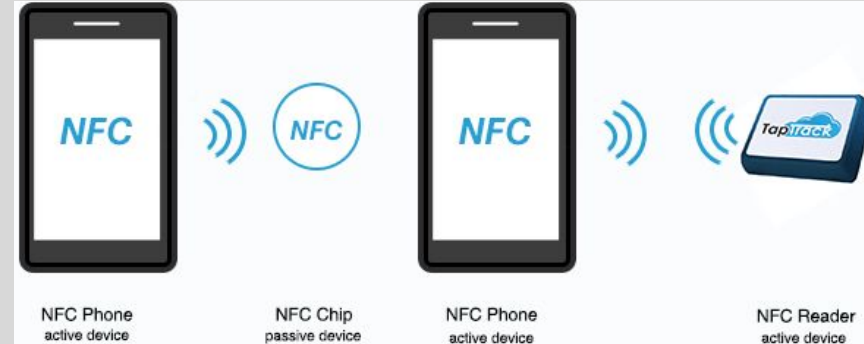 NFC
NFC
NFC
TapTrack
NFC Phone
active device
NFC Chip
passive device
NFC Phone
active device
NFC Reader
active device